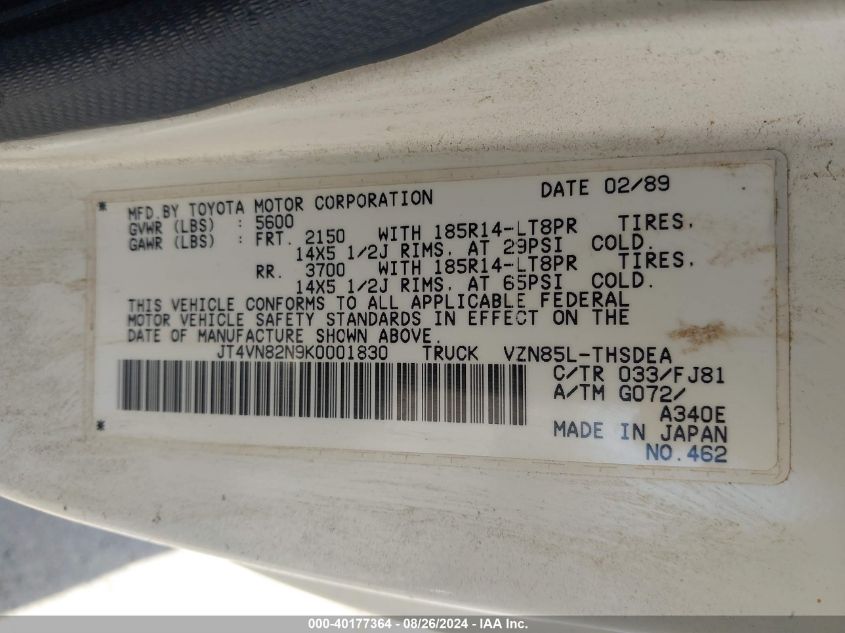 * MFD. BY TOYOTA MOTOR CORPORATION DATE 02/89
GVWR (LBS) : 5600
GAWR (LBS) : FRT. 2150 WITH 185R14-LT8PR TIRES,
14X5 1/2J RIMS, AT 29PSI COLD.
RR. 3700 WITH 185R14-LT8PR TIRES,
14X5 1/2J RIMS, AT 65PSI COLD.
THIS VEHICLE CONFORMS TO ALL APPLICABLE FEDERAL
MOTOR VEHICLE SAFETY STANDARDS IN EFFECT ON THE
DATE OF MANUFACTURE SHOWN ABOVE.
JT4VN82N9K0001830 TRUCK VZN85L-THSDEA
C/TR 033/FJ81
A/TM G072/
A340E
* MADE IN JAPAN
NO.462
000-40177364 - 08/26/2024 - IAA Inc.